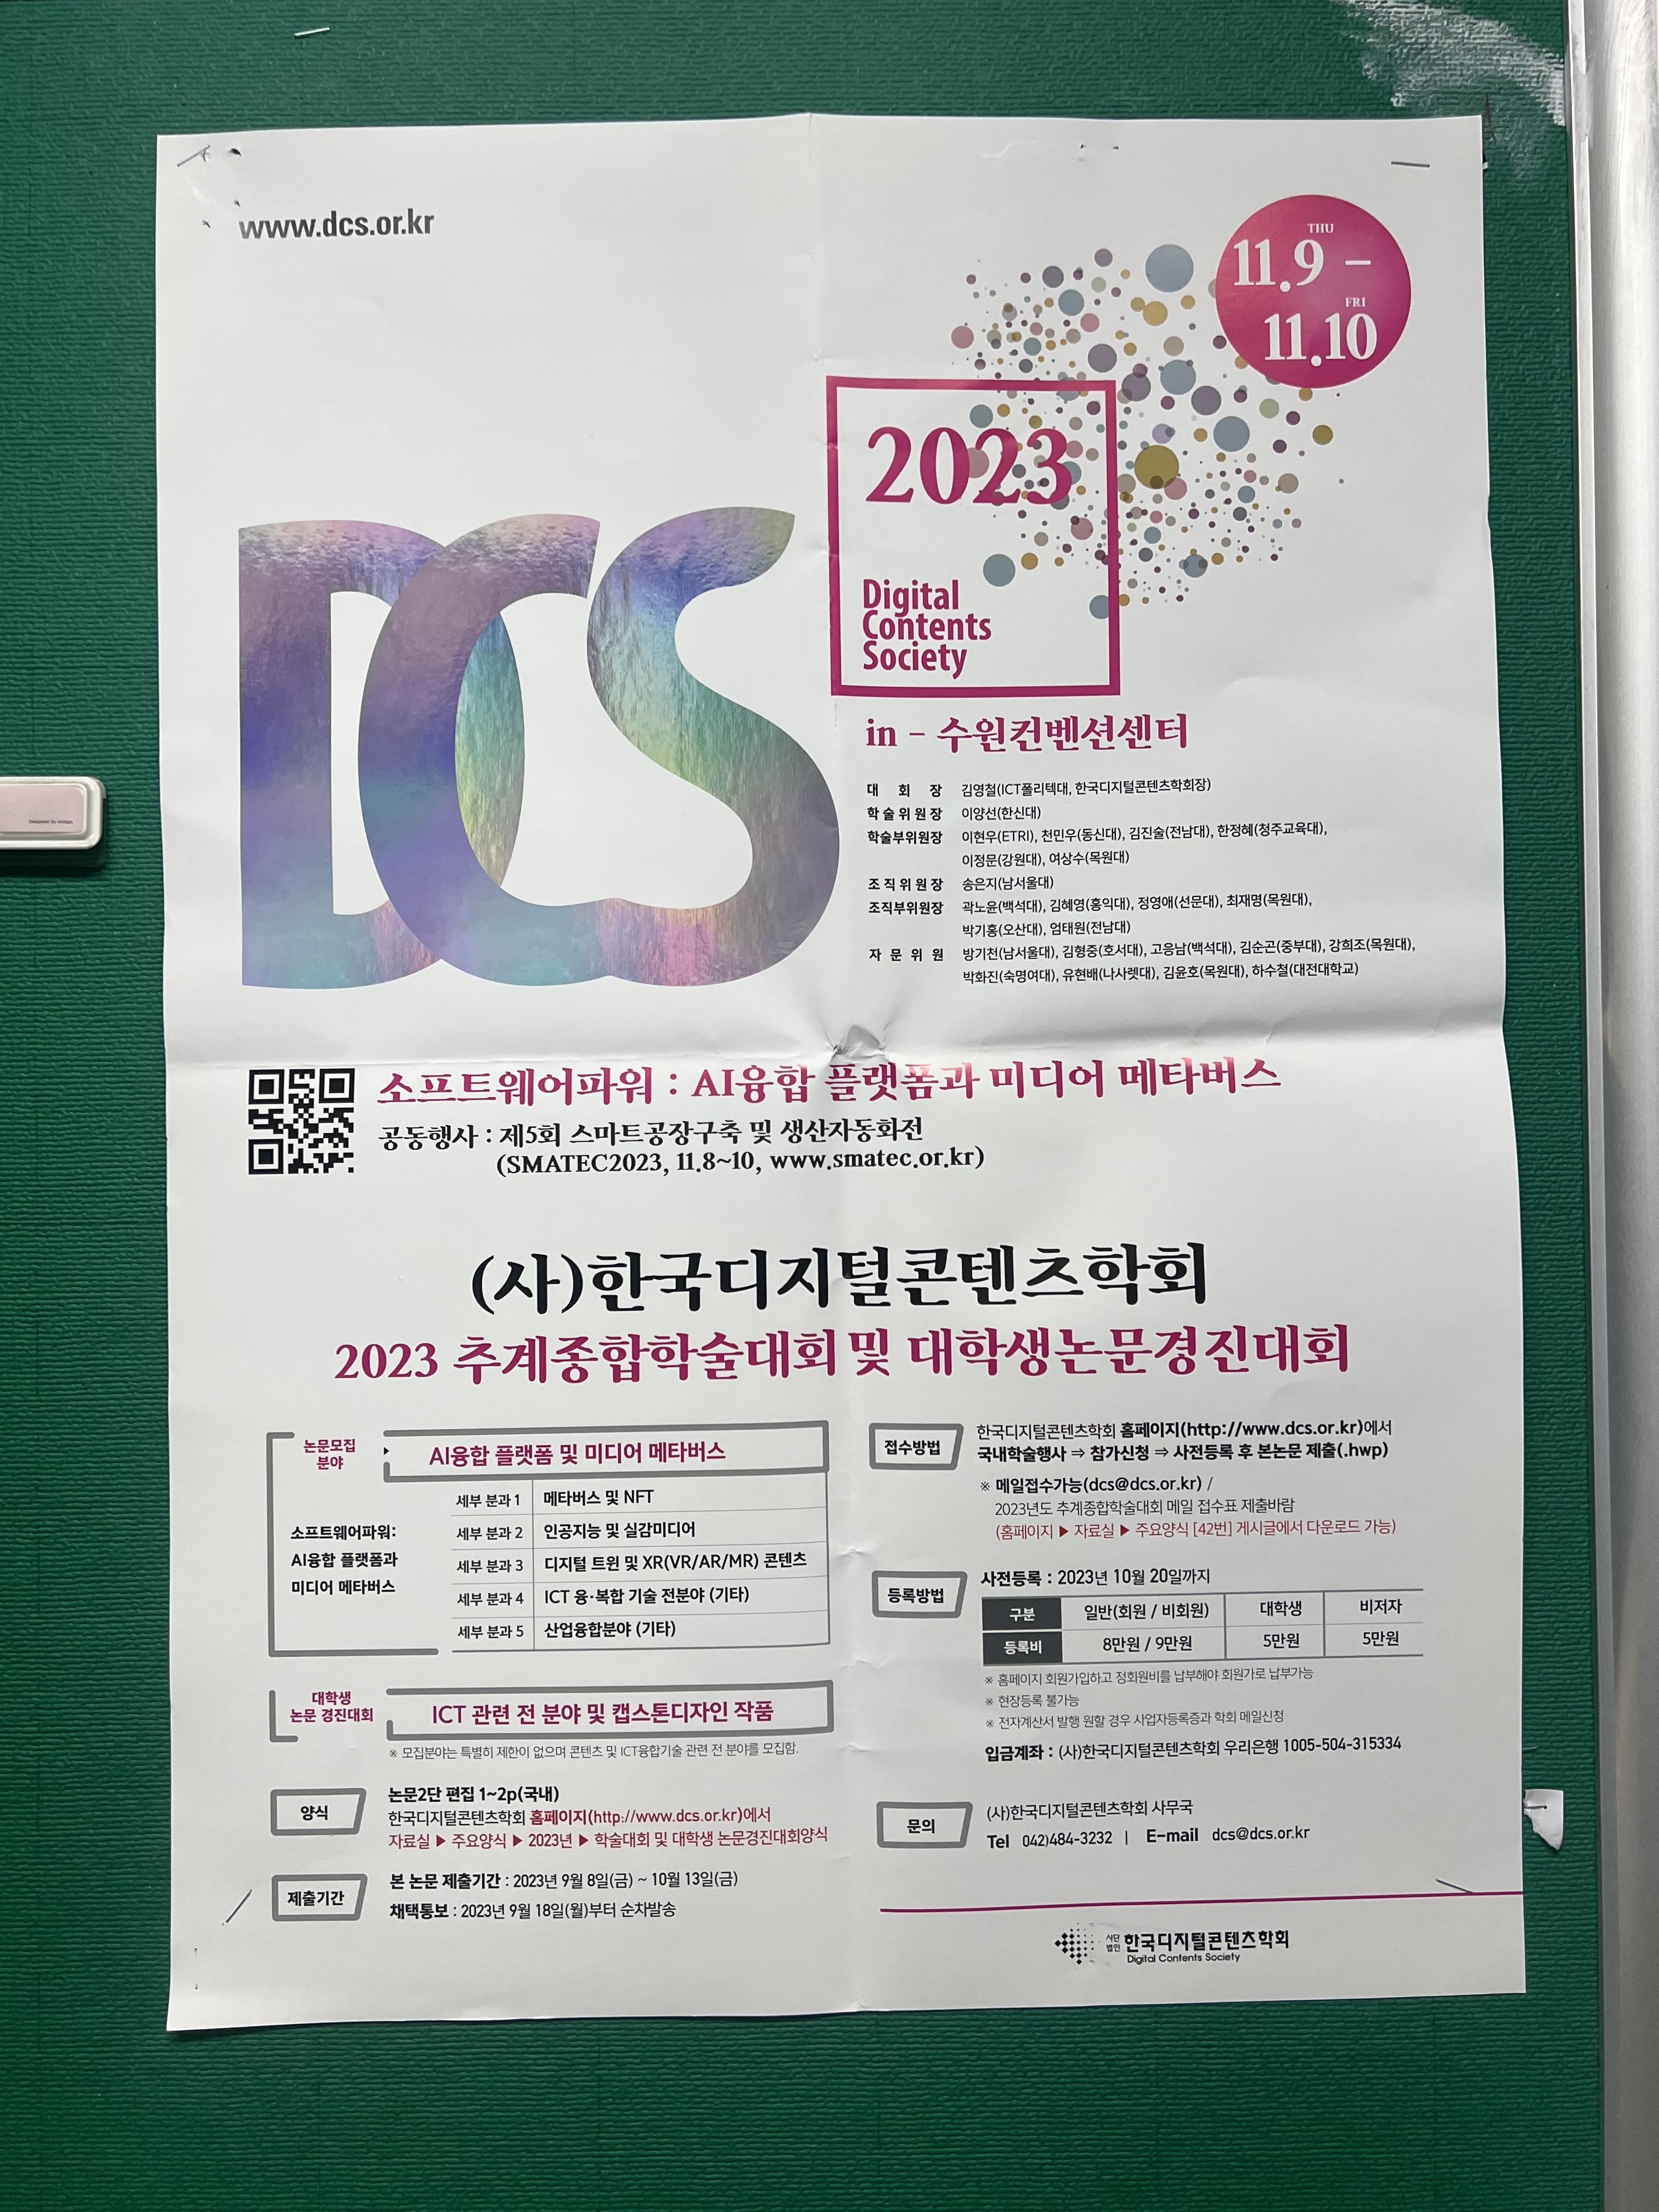 www.dcs.or.kr
THU
11.9 –
FRI
11.10
2023
Digital
Contents
Society
DCS
in - 수원컨벤션센터
대 회 장 김영철(ICT폴리텍대, 한국디지털콘텐츠학회장)
학술위원장 이양선(한신대)
학술부위원장 이현우(ETRI), 천민우(동신대), 김진술(전남대), 한정혜(청주교육대),
이정문(강원대), 여상수(목원대)
조직위원장 송은지(남서울대)
조직부위원장 곽노윤(백석대), 김혜영(홍익대), 정영애(선문대), 최재명(목원대),
박기홍(오산대), 엄태원(전남대)
자 문 위 원 방기천(남서울대), 김형중(호서대), 고응남(백석대), 김순곤(중부대), 강희조(목원대),
박화진(숙명여대), 유현배(나사렛대), 김윤호(목원대), 하수철(대전대학교)
소프트웨어파워 : AI융합 플랫폼과 미디어 메타버스
공동행사 : 제5회 스마트공장구축 및 생산자동화전
(SMATEC2023, 11.8~10, www.smatec.or.kr)
(사)한국디지털콘텐츠학회
2023 추계종합학술대회 및 대학생논문경진대회
논문모집
분야
AI융합 플랫폼 및 미디어 메타버스
소프트웨어파워:
AI융합 플랫폼과
미디어 메타버스
세부 분과 1 메타버스 및 NFT
세부 분과 2 인공지능 및 실감미디어
세부 분과 3 디지털 트윈 및 XR(VR/AR/MR) 콘텐츠
세부 분과 4 ICT 융·복합 기술 전분야 (기타)
세부 분과 5 산업융합분야 (기타)
대학생
논문 경진대회
ICT 관련 전 분야 및 캡스톤디자인 작품
※ 모집분야는 특별히 제한이 없으며 콘텐츠 및 ICT융합기술 관련 전 분야를 모집함.
양식
논문2단 편집 1~2p(국내)
한국디지털콘텐츠학회 홈페이지(http://www.dcs.or.kr)에서
자료실 ▶ 주요양식 ▶ 2023년 ▶ 학술대회 및 대학생 논문경진대회양식
제출기간
본 논문 제출기간 : 2023년 9월 8일(금) ~ 10월 13일(금)
채택통보 : 2023년 9월 18일(월)부터 순차발송
접수방법
한국디지털콘텐츠학회 홈페이지(http://www.dcs.or.kr)에서
국내학술행사 ⇒ 참가신청 ⇒ 사전등록 후 본논문 제출(.hwp)
※ 메일접수가능(dcs@dcs.or.kr) /
2023년도 추계종합학술대회 메일 접수표 제출바람
(홈페이지 ▶ 자료실 ▶ 주요양식 [42번] 게시글에서 다운로드 가능)
등록방법
사전등록 : 2023년 10월 20일까지
구분 일반(회원 / 비회원) 대학생 비저자
등록비 8만원 / 9만원 5만원 5만원
※ 홈페이지 회원가입하고 정회원비를 납부해야 회원가로 납부가능
※ 현장등록 불가능
※ 전자계산서 발행 원할 경우 사업자등록증과 학회 메일신청
입금계좌 : (사)한국디지털콘텐츠학회 우리은행 1005-504-315334
문의
(사)한국디지털콘텐츠학회 사무국
Tel 042)484-3232 | E-mail dcs@dcs.or.kr
사단
법인 한국디지털콘텐츠학회
Digital Contents Society